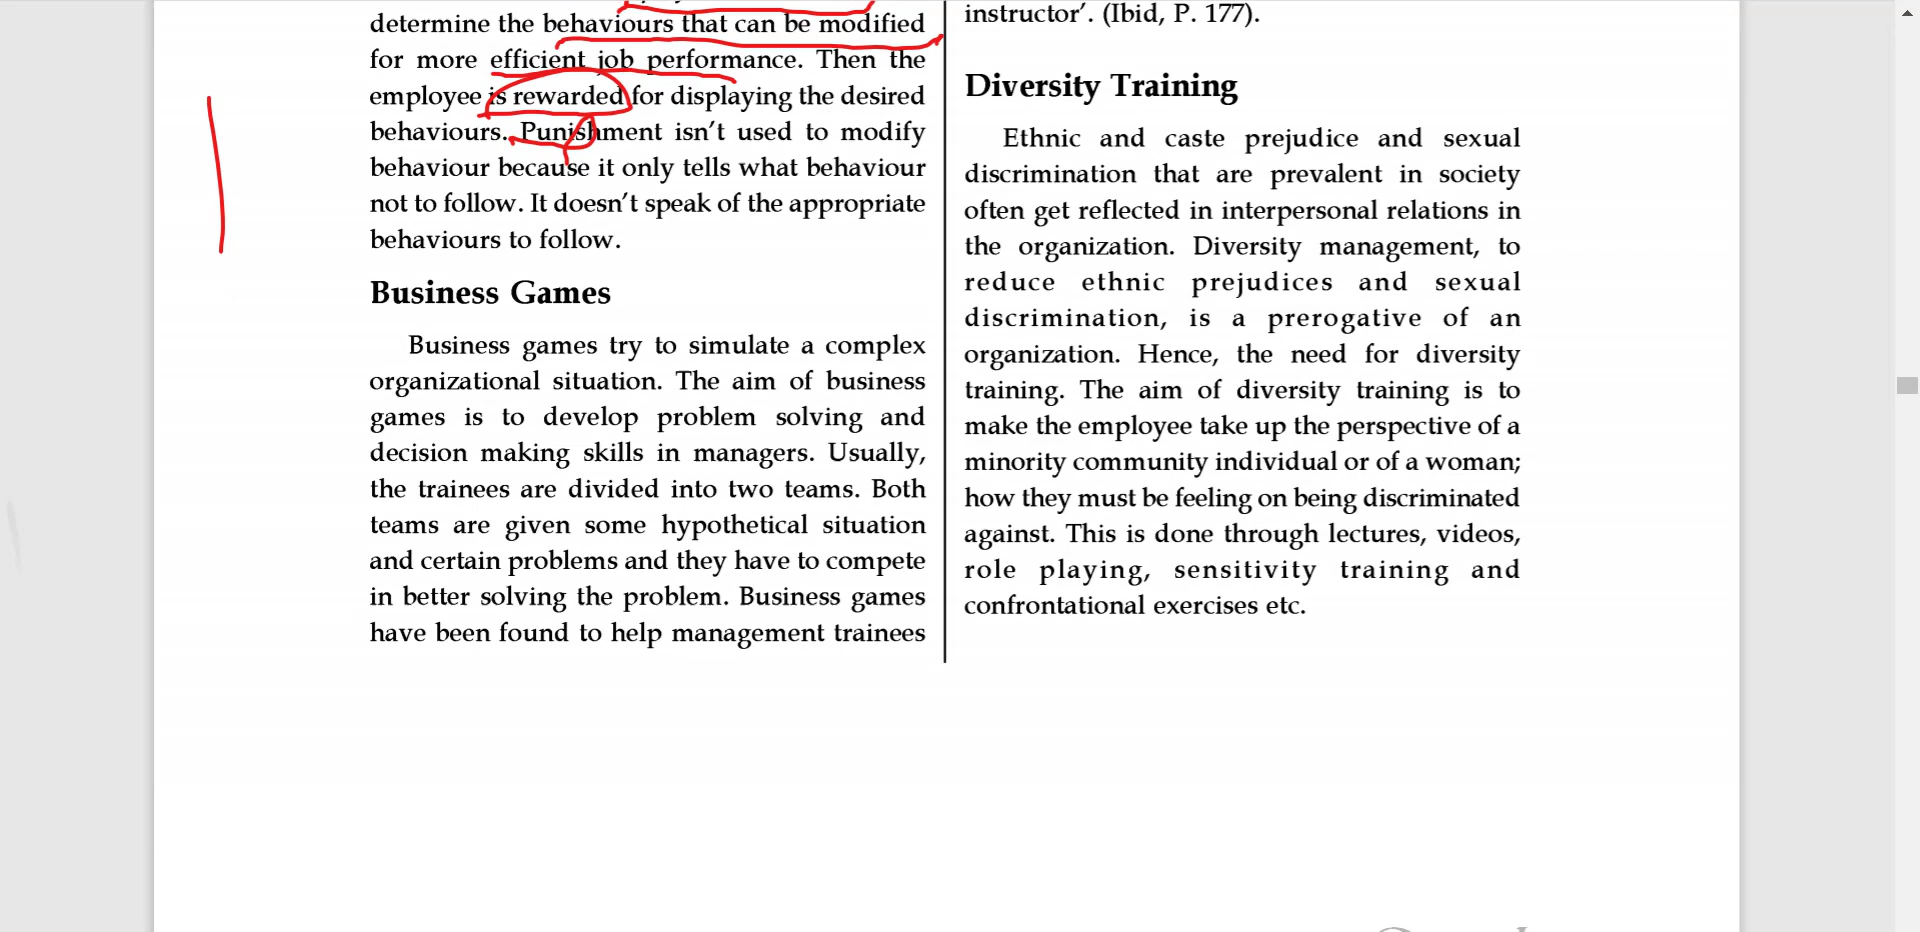 determine the behaviours that can be modified
for more efficient job performance. Then the
employee is rewarded for displaying the desired
behaviours. Punishment isn’t used to modify
behaviour because it only tells what behaviour
not to follow. It doesn’t speak of the appropriate
behaviours to follow.
Business Games
Business games try to simulate a complex
organizational situation. The aim of business
games is to develop problem solving and
decision making skills in managers. Usually,
the trainees are divided into two teams. Both
teams are given some hypothetical situation
and certain problems and they have to compete
in better solving the problem. Business games
have been found to help management trainees
instructor’. (Ibid, P. 177).
Diversity Training
Ethnic and caste prejudice and sexual
discrimination that are prevalent in society
often get reflected in interpersonal relations in
the organization. Diversity management, to
reduce ethnic prejudices and sexual
discrimination, is a prerogative of an
organization. Hence, the need for diversity
training. The aim of diversity training is to
make the employee take up the perspective of a
minority community individual or of a woman;
how they must be feeling on being discriminated
against. This is done through lectures, videos,
role playing, sensitivity training and
confrontational exercises etc.